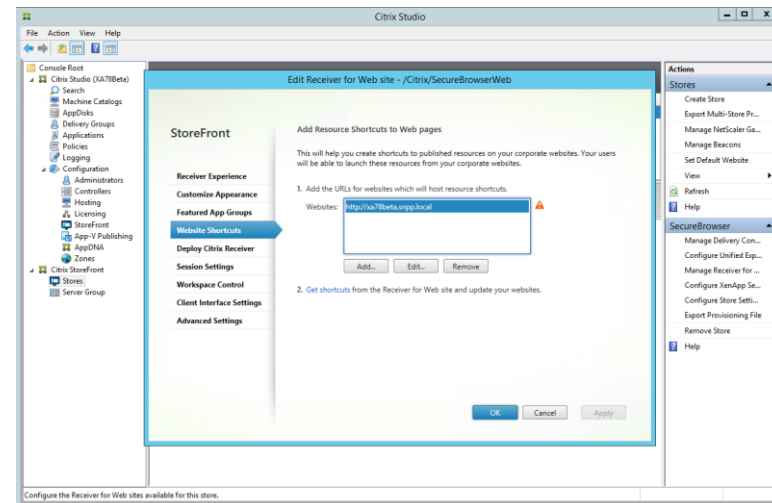 Citrix Studio
File Action View Help
Console Root
Citrix Studio (XA78Beta)
Search
Machine Catalogs
AppDisks
Delivery Groups
Applications
Policies
Logging
Configuration
Administrators
Controllers
Hosting
Licensing
StoreFront
App-V Publishing
AppDNA
Zones
Citrix StoreFront
Stores
Server Group
Edit Receiver for Web site - /Citrix/SecureBrowserWeb
StoreFront
Receiver Experience
Customize Appearance
Featured App Groups
Website Shortcuts
Deploy Citrix Receiver
Session Settings
Workspace Control
Client Interface Settings
Advanced Settings
Add Resource Shortcuts to Web pages
This will help you create shortcuts to published resources on your corporate websites. Your users
will be able to launch these resources from your corporate websites.
1. Add the URLs for websites which will host resource shortcuts.
Websites: http://xa78beta.snpp.local
Add... Edit... Remove
2. Get shortcuts from the Receiver for Web site and update your websites.
OK Cancel Apply
Actions
Stores
Create Store
Export Multi-Store Pr...
Manage NetScaler Ga...
Manage Beacons
Set Default Website
View
Refresh
Help
SecureBrowser
Manage Delivery Con...
Configure Unified Exp...
Manage Receiver for ...
Configure XenApp Se...
Configure Store Setti...
Export Provisioning File
Remove Store
Help
Configure the Receiver for Web sites available for this store.